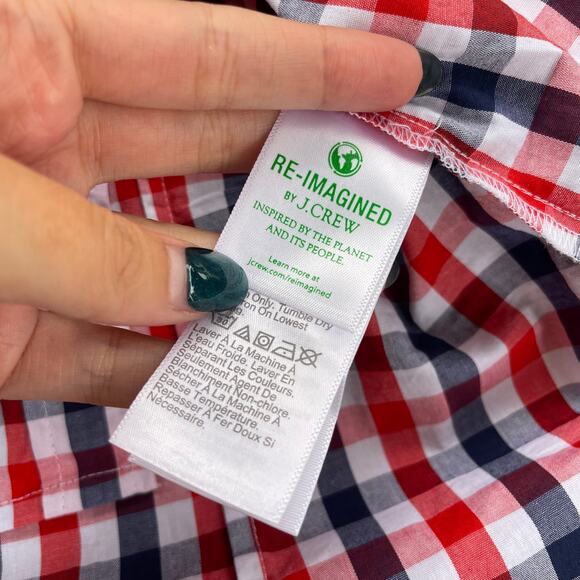 RE-IMAGINED
BY J.CREW
INSPIRED BY THE PLANET
AND ITS PEOPLE.
Learn more at
jcrew.com/reimagined
Only. Tumble Dry
on Lowest
Laver À La Machine À
l'eau Froide. Laver En
Séparant Les Couleurs.
Seulement Agent De
Blanchiment Non-chlore.
Sécher À La Machine À
Basse Température.
Repasser À Fer Doux Si
Nécessaire.